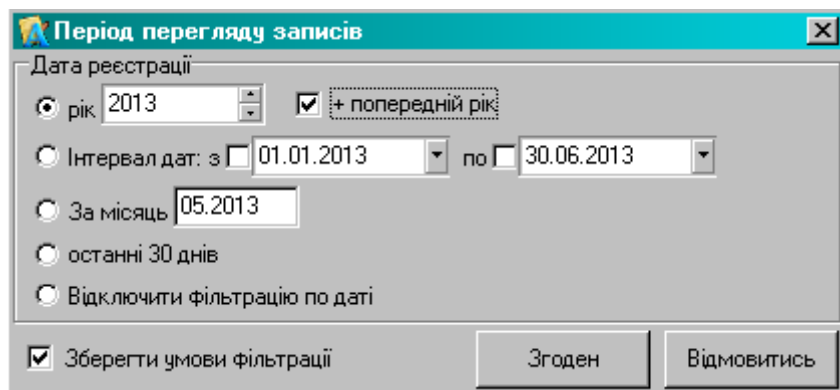 Період перегляду записів
Дата реєстрації
рік 2013 + попередній рік
Інтервал дат: з 01.01.2013 по 30.06.2013
За місяць 05.2013
останні 30 днів
Відключити фільтрацію по даті
Зберегти умови фільтрації Згоден Відмовитись